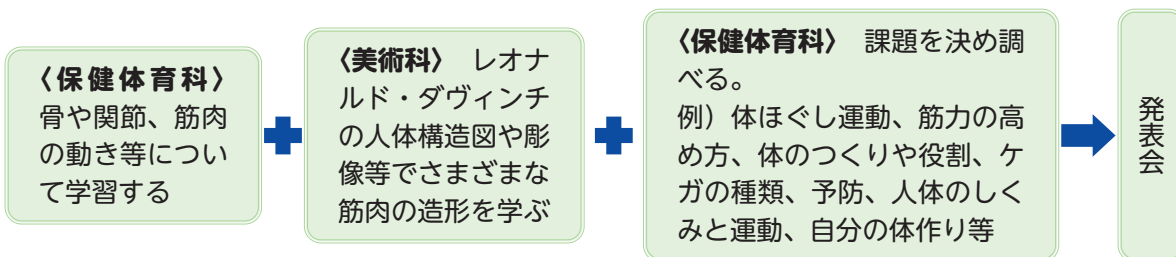 〈保健体育科〉
骨や関節、筋肉
の動き等につい
て学習する
〈美術科〉 レオナ
ルド・ダヴィンチ
の人体構造図や彫
像等でさまざまな
筋肉の造形を学ぶ
〈保健体育科〉 課題を決め調
べる。
例）体ほぐし運動、筋力の高
め方、体のつくりや役割、ケ
ガの種類、予防、人体のしく
みと運動、自分の体作り等
発表会